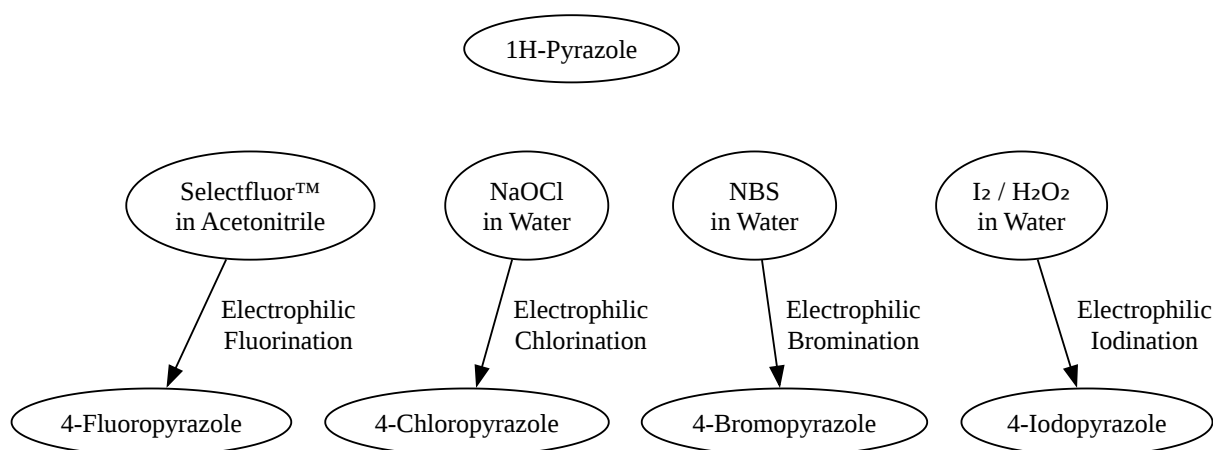 1H-Pyrazole
Selectfluor™
in Acetonitrile
NaOCl
in Water
NBS
in Water
I₂ / H₂O₂
in Water
Electrophilic
Fluorination
Electrophilic
Chlorination
Electrophilic
Bromination
Electrophilic
Iodination
4-Fluoropyrazole
4-Chloropyrazole
4-Bromopyrazole
4-Iodopyrazole